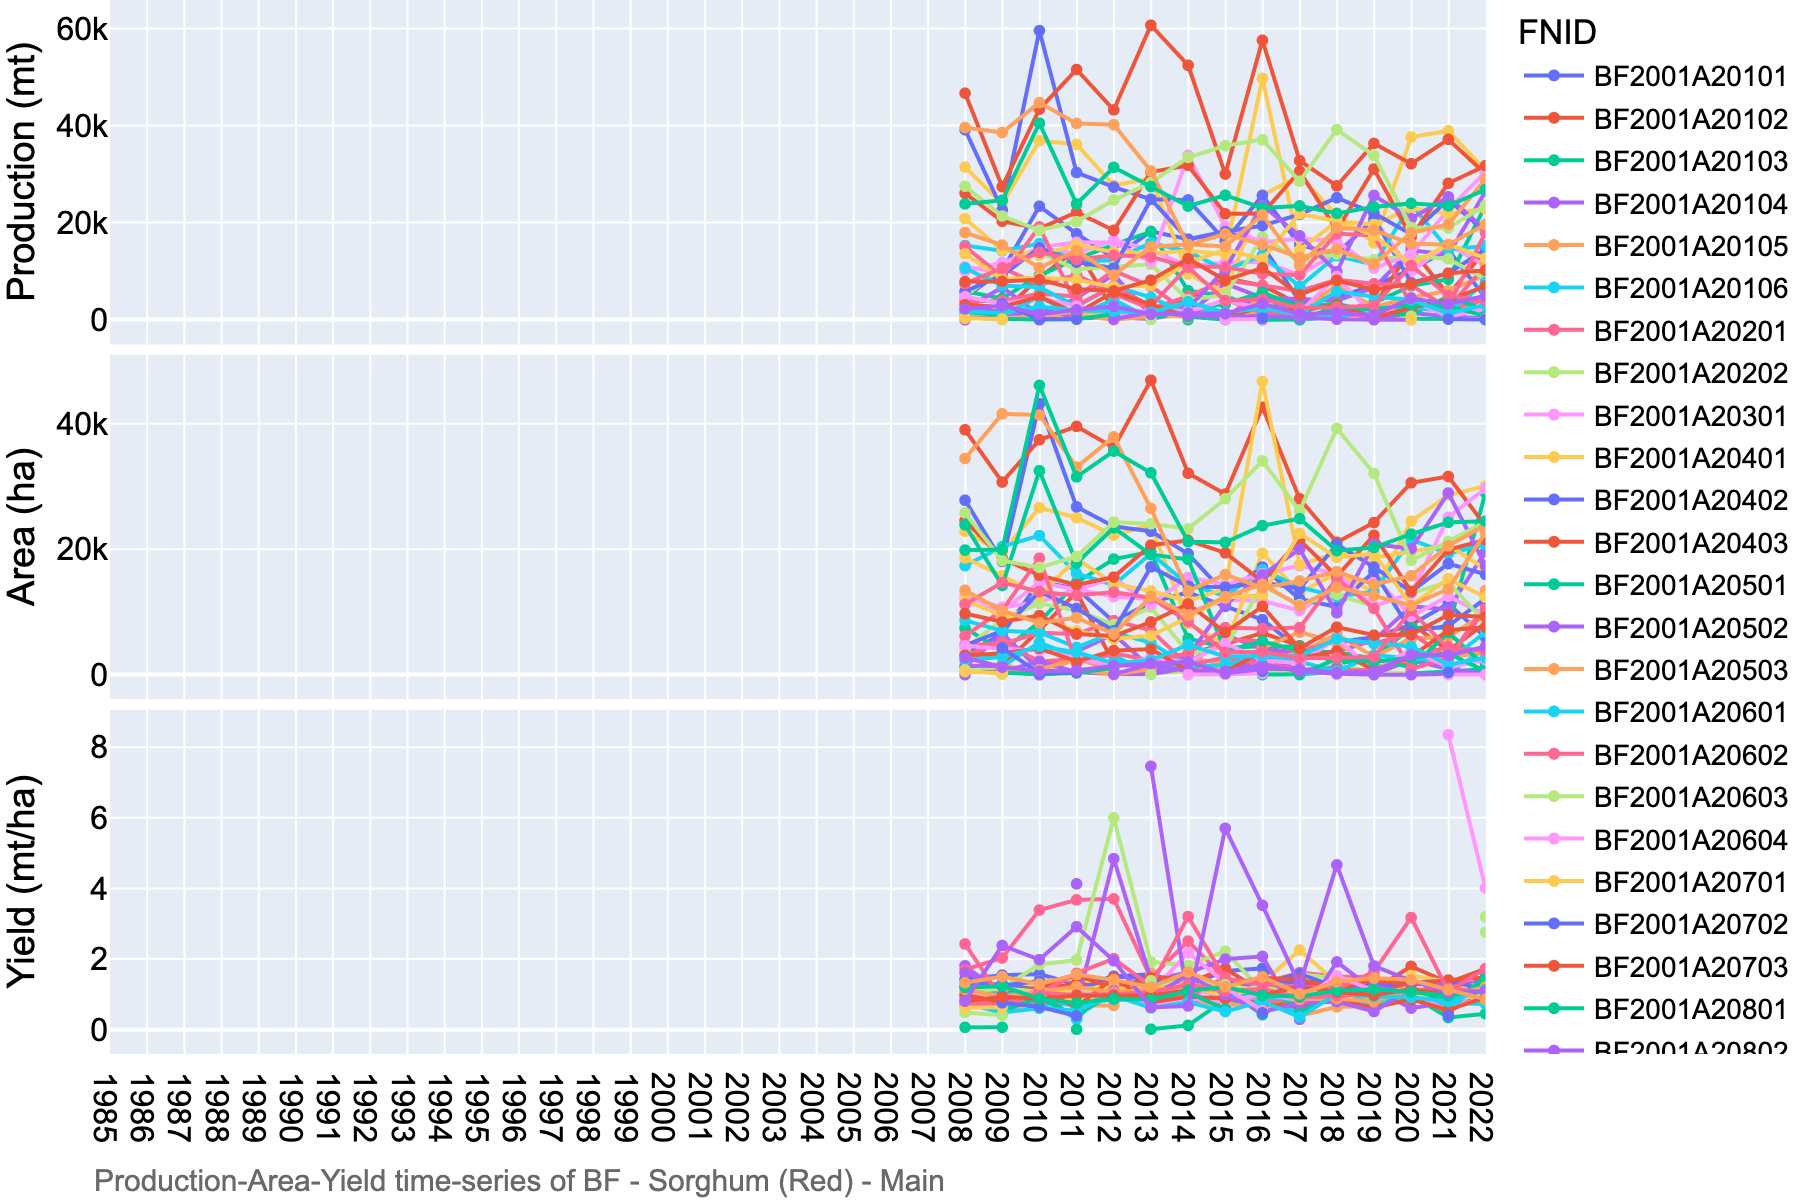 Production (mt)
60k
40k
20k
0
Area (ha)
40k
20k
0
Yield (mt/ha)
8
6
4
2
0
1985
1986
1987
1988
1989
1990
1991
1992
1993
1994
1995
1996
1997
1998
1999
2000
2001
2002
2003
2004
2005
2006
2007
2008
2009
2010
2011
2012
2013
2014
2015
2016
2017
2018
2019
2020
2021
2022
FNID
BF2001A20101
BF2001A20102
BF2001A20103
BF2001A20104
BF2001A20105
BF2001A20106
BF2001A20201
BF2001A20202
BF2001A20301
BF2001A20401
BF2001A20402
BF2001A20403
BF2001A20501
BF2001A20502
BF2001A20503
BF2001A20601
BF2001A20602
BF2001A20603
BF2001A20604
BF2001A20701
BF2001A20702
BF2001A20703
BF2001A20801
BF2001A20802
Production-Area-Yield time-series of BF - Sorghum (Red) - Main